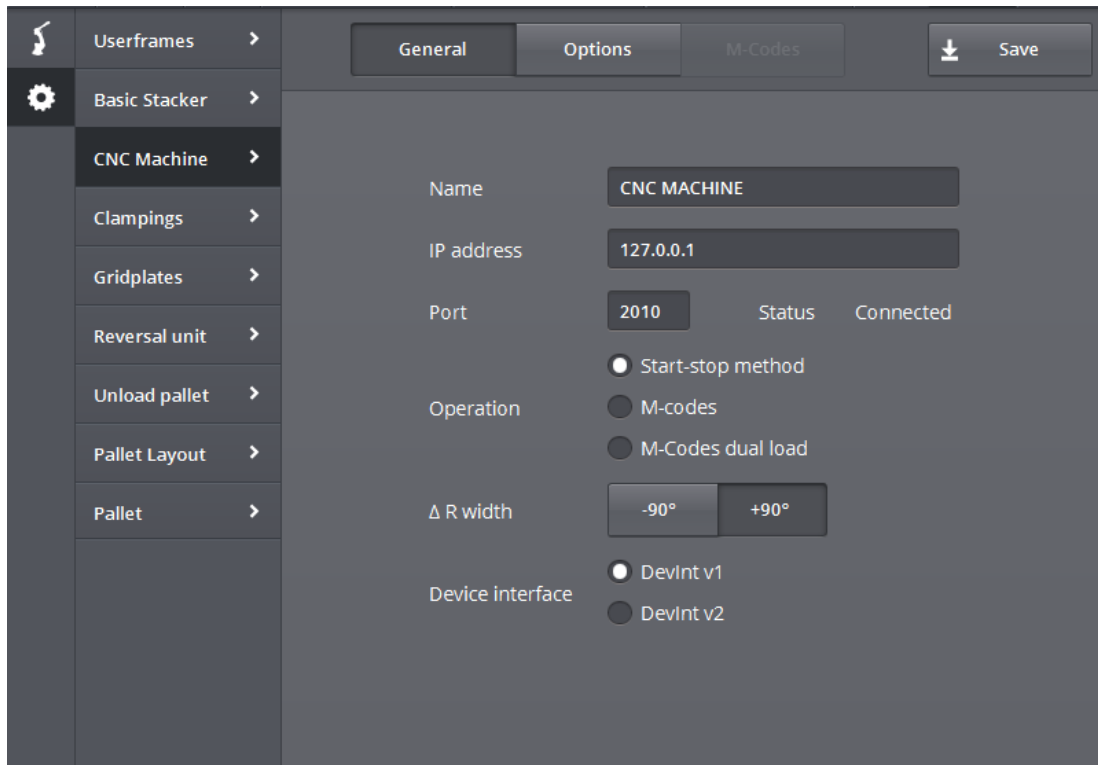 General
Options
M-Codes
Save
Userframes
Basic Stacker
CNC Machine
Clampings
Gridplates
Reversal unit
Unload pallet
Pallet Layout
Pallet
Name CNC MACHINE
IP address 127.0.0.1
Port 2010 Status Connected
Operation
Start-stop method
M-codes
M-Codes dual load
Δ R width -90° +90°
Device interface
DevInt v1
DevInt v2